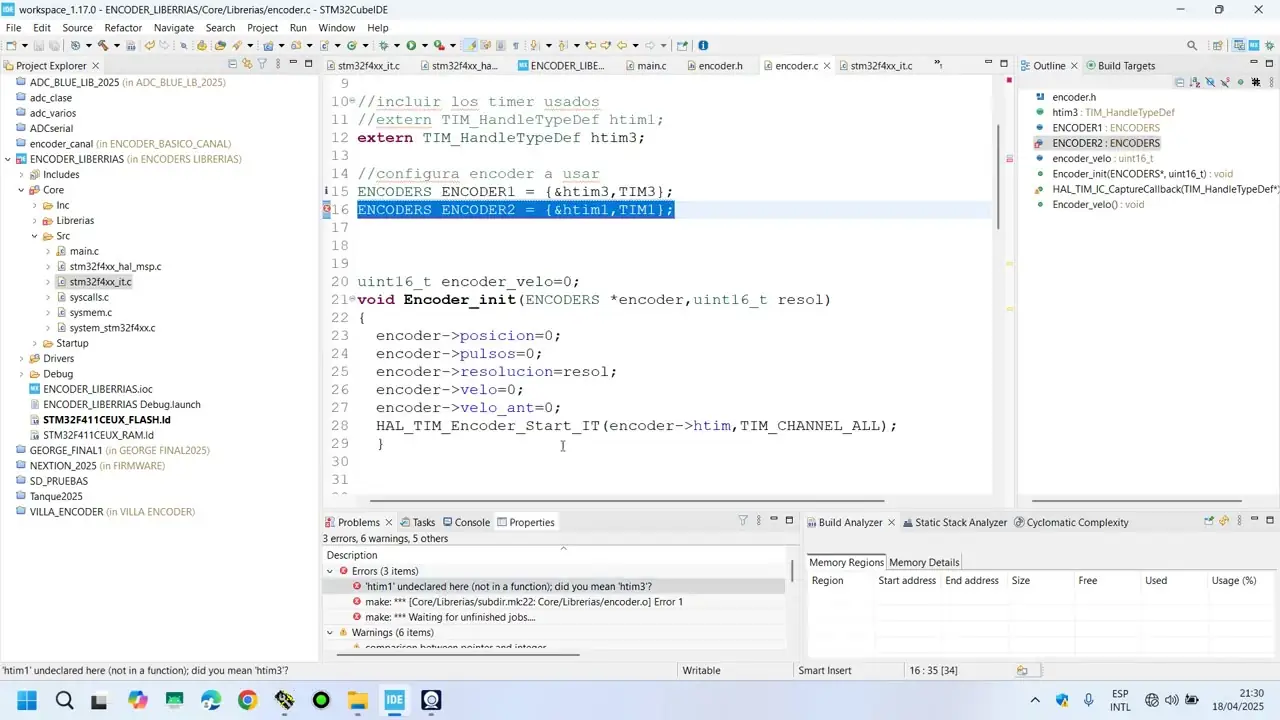 workspace_1.17.0 - ENCODER_LIBERRIAS/Core/Librerias/encoder.c - STM32CubeIDE
File Edit Source Refactor Navigate Search Project Run Window Help
Project Explorer
ADC_BLUE_LIB_2025 (in ADC_BLUE_LIB_2025)
adc_clase
adc_varios
ADCserial
encoder_canal (in ENCODER_BASICO_CANAL)
ENCODER_LIBERRIAS (in ENCODERS LIBRERIAS)
Includes
Core
Inc
Librerias
Src
main.c
stm32f4xx_hal_msp.c
stm32f4xx_it.c
syscalls.c
sysmem.c
system_stm32f4xx.c
Startup
Drivers
Debug
ENCODER_LIBERRIAS.ioc
ENCODER_LIBERRIAS Debug.launch
STM32F411CEUX_FLASH.ld
STM32F411CEUX_RAM.ld
GEORGE_FINAL1 (in GEORGE FINAL2025)
NEXTION_2025 (in FIRMWARE)
SD_PRUEBAS
Tanque2025
VILLA_ENCODER (in VILLA ENCODER)
stm32f4xx_it.c stm32f4xx_ha... ENCODER_LIBE... main.c encoder.h encoder.c stm32f4xx_it.c
9
10 //incluir los timer usados
11 //extern TIM_HandleTypeDef htim1;
12 extern TIM_HandleTypeDef htim3;
13
14 //configura encoder a usar
15 ENCODERS ENCODER1 = {&htim3,TIM3};
16 ENCODERS ENCODER2 = {&htim1,TIM1};
17
18
19
20 uint16_t encoder_velo=0;
21 void Encoder_init(ENCODERS *encoder,uint16_t resol)
22 {
23 encoder->posicion=0;
24 encoder->pulsos=0;
25 encoder->resolucion=resol;
26 encoder->velo=0;
27 encoder->velo_ant=0;
28 HAL_TIM_Encoder_Start_IT(encoder->htim,TIM_CHANNEL_ALL);
29 }
30
31
Outline Build Targets
encoder.h
htim3 : TIM_HandleTypeDef
ENCODER1 : ENCODERS
ENCODER2 : ENCODERS
encoder_velo : uint16_t
Encoder_init(ENCODERS*, uint16_t) : void
HAL_TIM_IC_CaptureCallback(TIM_HandleTypeDef*)
Encoder_velo() : void
Problems Tasks Console Properties
3 errors, 6 warnings, 5 others
Description
Errors (3 items)
'htim1' undeclared here (not in a function); did you mean 'htim3'?
make: *** [Core/Librerias/subdir.mk:22: Core/Librerias/encoder.o] Error 1
make: *** Waiting for unfinished jobs....
Warnings (6 items)
comparison between pointer and integer
Build Analyzer Static Stack Analyzer Cyclomatic Complexity
Memory Regions Memory Details
Region Start address End address Size Free Used Usage (%)
'htim1' undeclared here (not in a function); did you mean 'htim3'? Writable Smart Insert 16 : 35 [34]
IDE
ESP
INTL
21:30
18/04/2025